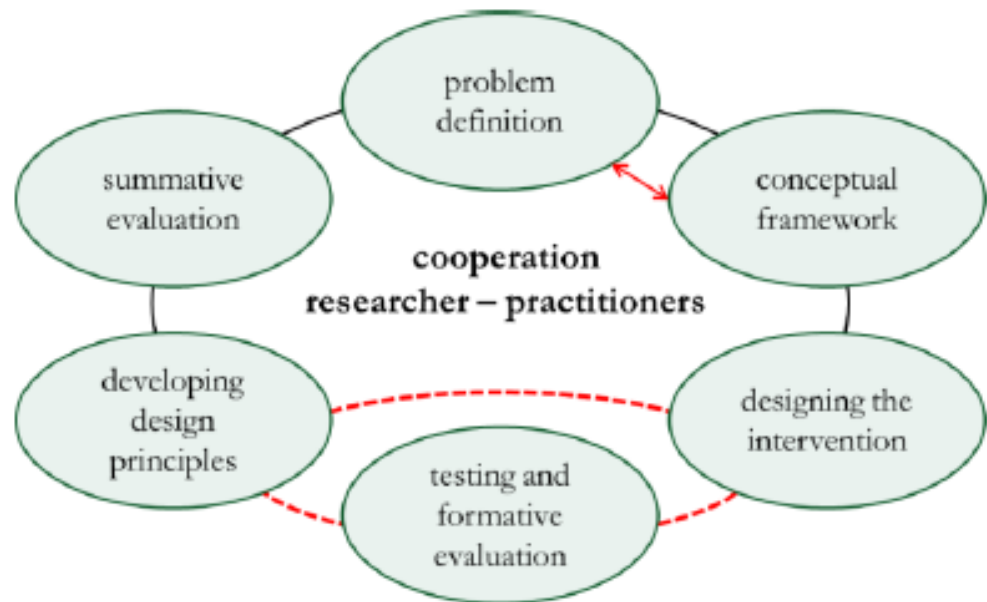 problem
definition
summative
evaluation
conceptual
framework
cooperation
researcher – practitioners
developing
design
principles
designing the
intervention
testing and
formative
evaluation